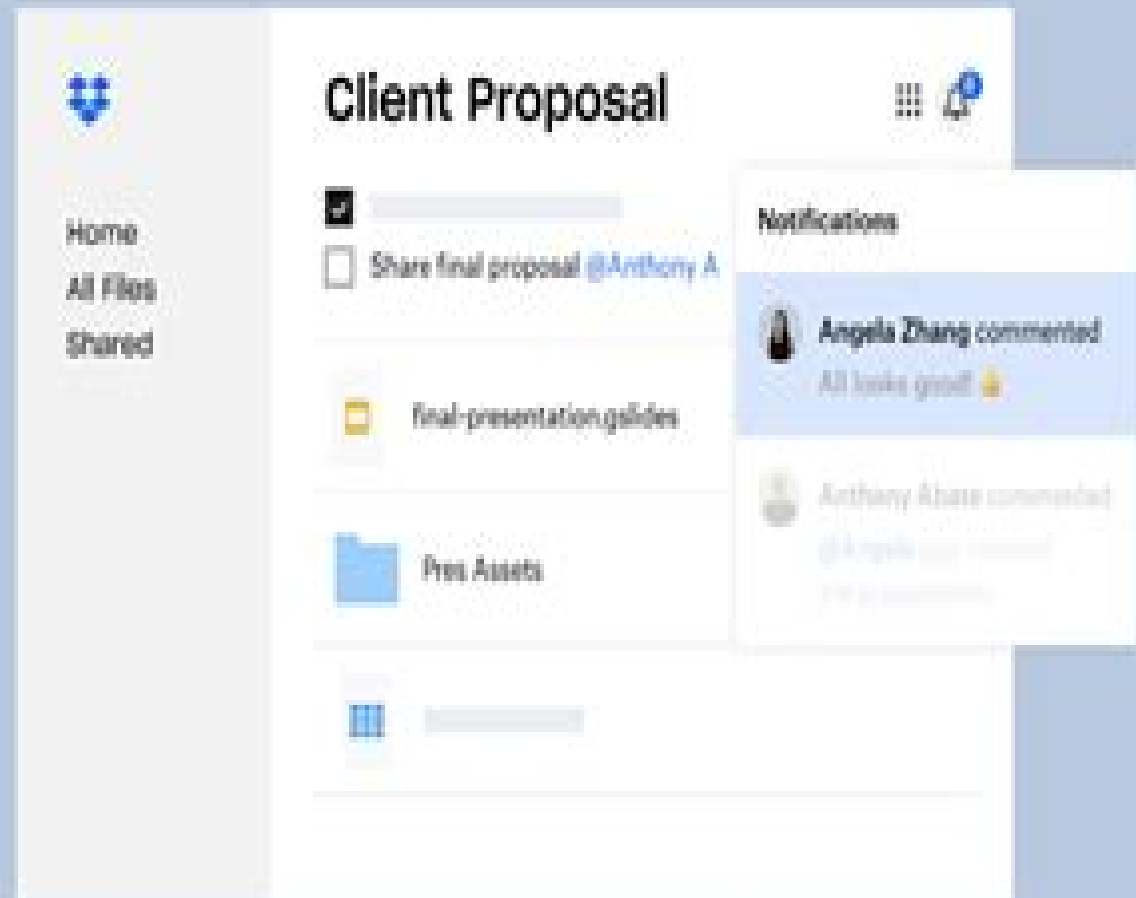 Client Proposal
Home
All Files
Shared
Share final proposal @Anthony A
final-presentation.gslides
Pres Assets
Notifications
Angela Zhang commented
All looks good! 👍
Anthony Abate commented
@Angela